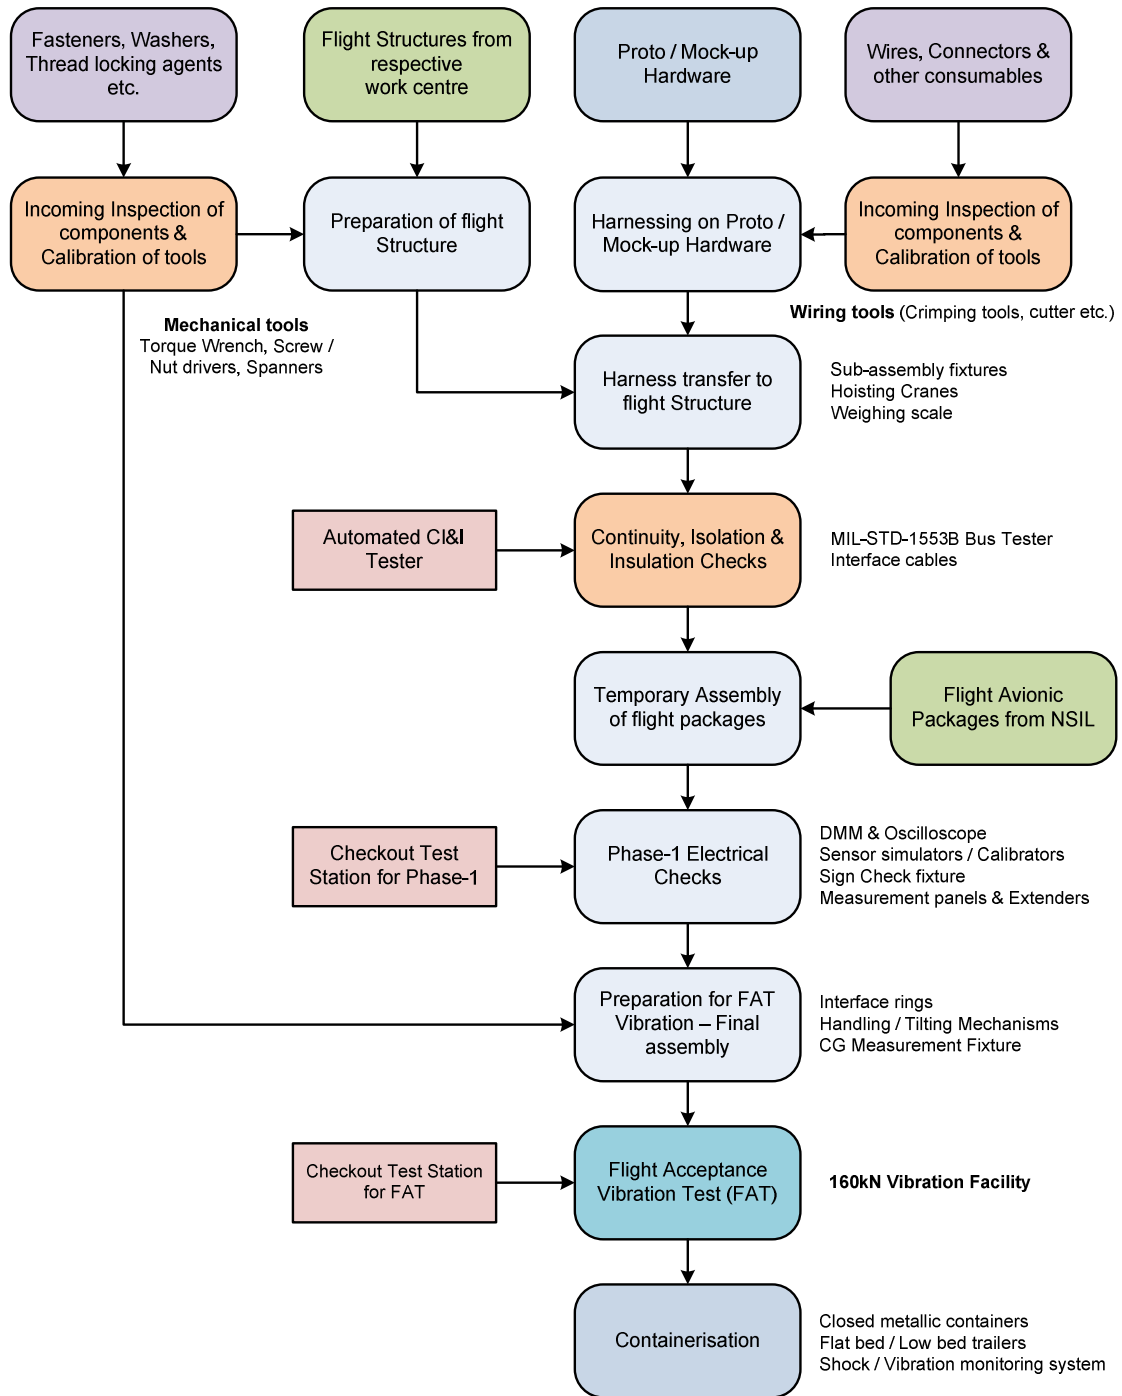 Fasteners, Washers,
Thread locking agents
etc.
Flight Structures from
respective
work centre
Proto / Mock-up
Hardware
Wires, Connectors &
other consumables
Incoming Inspection of
components &
Calibration of tools
Preparation of flight
Structure
Harnessing on Proto /
Mock-up Hardware
Incoming Inspection of
components &
Calibration of tools
Mechanical tools
Torque Wrench, Screw /
Nut drivers, Spanners
Wiring tools (Crimping tools, cutter etc.)
Harness transfer to
flight Structure
Sub-assembly fixtures
Hoisting Cranes
Weighing scale
Automated CI&I
Tester
Continuity, Isolation &
Insulation Checks
MIL-STD-1553B Bus Tester
Interface cables
Temporary Assembly
of flight packages
Flight Avionic
Packages from NSIL
Checkout Test
Station for Phase-1
Phase-1 Electrical
Checks
DMM & Oscilloscope
Sensor simulators / Calibrators
Sign Check fixture
Measurement panels & Extenders
Preparation for FAT
Vibration – Final
assembly
Interface rings
Handling / Tilting Mechanisms
CG Measurement Fixture
Checkout Test Station
for FAT
Flight Acceptance
Vibration Test (FAT)
160kN Vibration Facility
Containerisation
Closed metallic containers
Flat bed / Low bed trailers
Shock / Vibration monitoring system